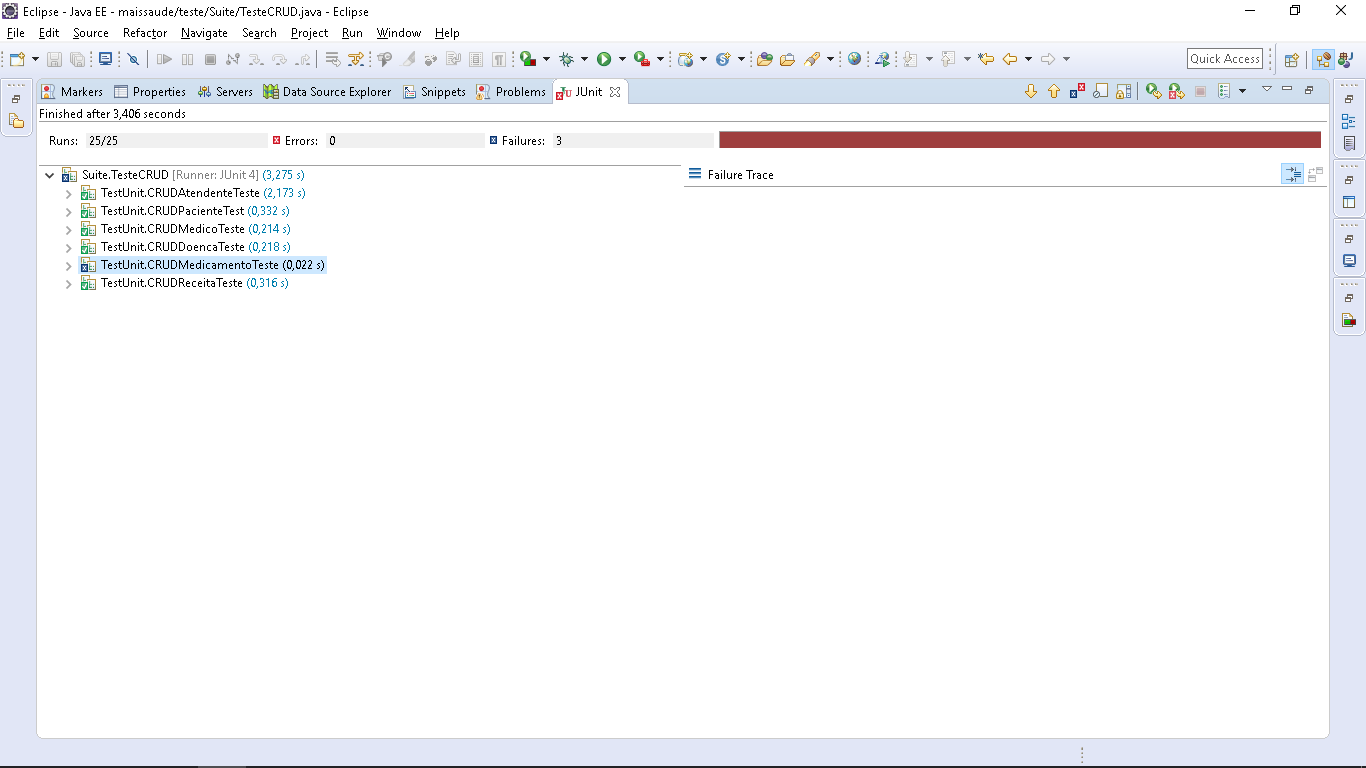 Eclipse - Java EE - maissaude/teste/Suite/TesteCRUD.java - Eclipse
File Edit Source Refactor Navigate Search Project Run Window Help
Quick Access
Markers Properties Servers Data Source Explorer Snippets Problems JUnit
Finished after 3,406 seconds
Runs: 25/25 Errors: 0 Failures: 3
Suite.TesteCRUD [Runner: JUnit 4] (3,275 s)
Failure Trace
TestUnit.CRUDAtendenteTeste (2,173 s)
TestUnit.CRUDPacienteTest (0,332 s)
TestUnit.CRUDMedicoTeste (0,214 s)
TestUnit.CRUDDoencaTeste (0,218 s)
TestUnit.CRUDMedicamentoTeste (0,022 s)
TestUnit.CRUDReceitaTeste (0,316 s)